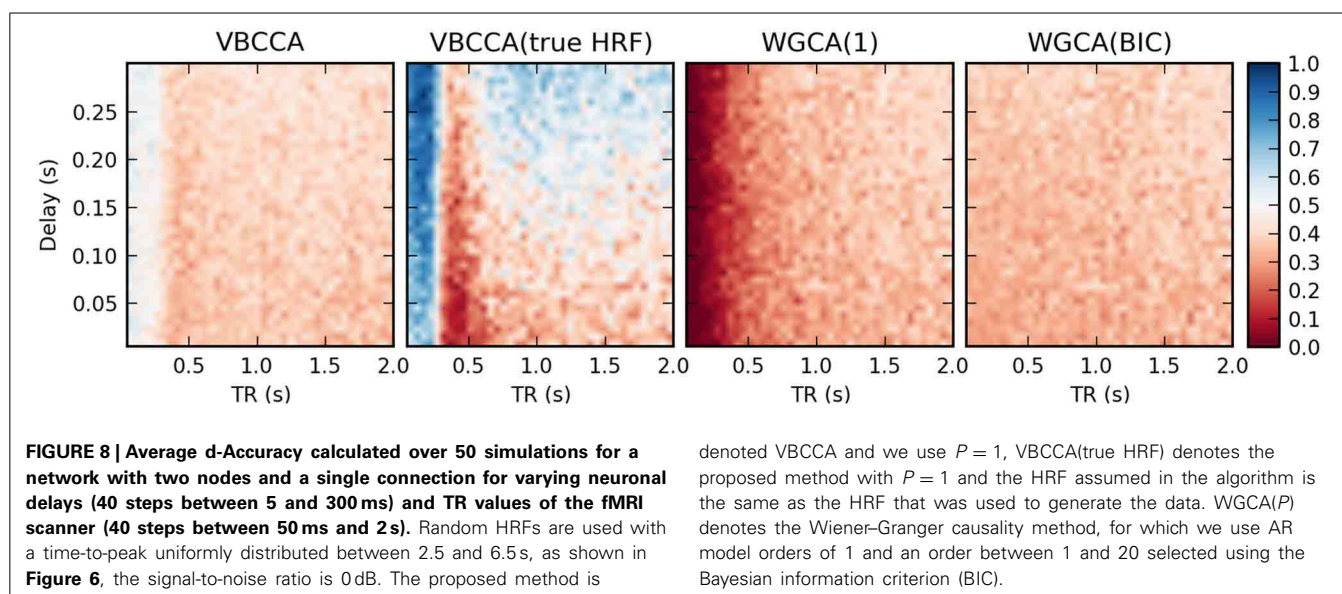 VBCCA VBCCA(true HRF) WGCA(1) WGCA(BIC)
Delay (s)
0.25
0.20
0.15
0.10
0.05
0.5 1.0 1.5 2.0 0.5 1.0 1.5 2.0 0.5 1.0 1.5 2.0 0.5 1.0 1.5 2.0
TR (s) TR (s) TR (s) TR (s)
1.0
0.9
0.8
0.7
0.6
0.5
0.4
0.3
0.2
0.1
0.0
FIGURE 8 | Average d-Accuracy calculated over 50 simulations for a
network with two nodes and a single connection for varying neuronal
delays (40 steps between 5 and 300 ms) and TR values of the fMRI
scanner (40 steps between 50 ms and 2 s). Random HRFs are used with
a time-to-peak uniformly distributed between 2.5 and 6.5 s, as shown in
Figure 6, the signal-to-noise ratio is 0 dB. The proposed method is
denoted VBCCA and we use P = 1, VBCCA(true HRF) denotes the
proposed method with P = 1 and the HRF assumed in the algorithm is
the same as the HRF that was used to generate the data. WGCA(P)
denotes the Wiener–Granger causality method, for which we use AR
model orders of 1 and an order between 1 and 20 selected using the
Bayesian information criterion (BIC).